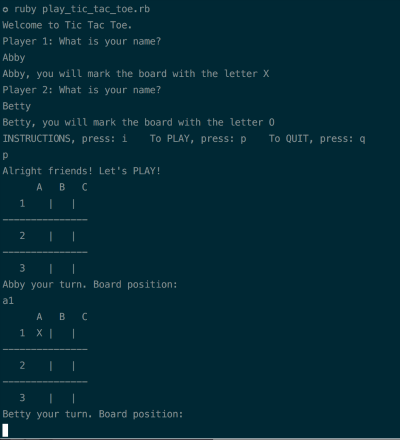 ✪ ruby play_tic_tac_toe.rb
Welcome to Tic Tac Toe.
Player 1: What is your name?
Abby
Abby, you will mark the board with the letter X
Player 2: What is your name?
Betty
Betty, you will mark the board with the letter O
INSTRUCTIONS, press: i    To PLAY, press: p    To QUIT, press: q
p
Alright friends! Let's PLAY!
      A   B   C
   1    |   |
---------------
   2    |   |
---------------
   3    |   |
Abby your turn. Board position:
a1
      A   B   C
   1  X |   |
---------------
   2    |   |
---------------
   3    |   |
Betty your turn. Board position: